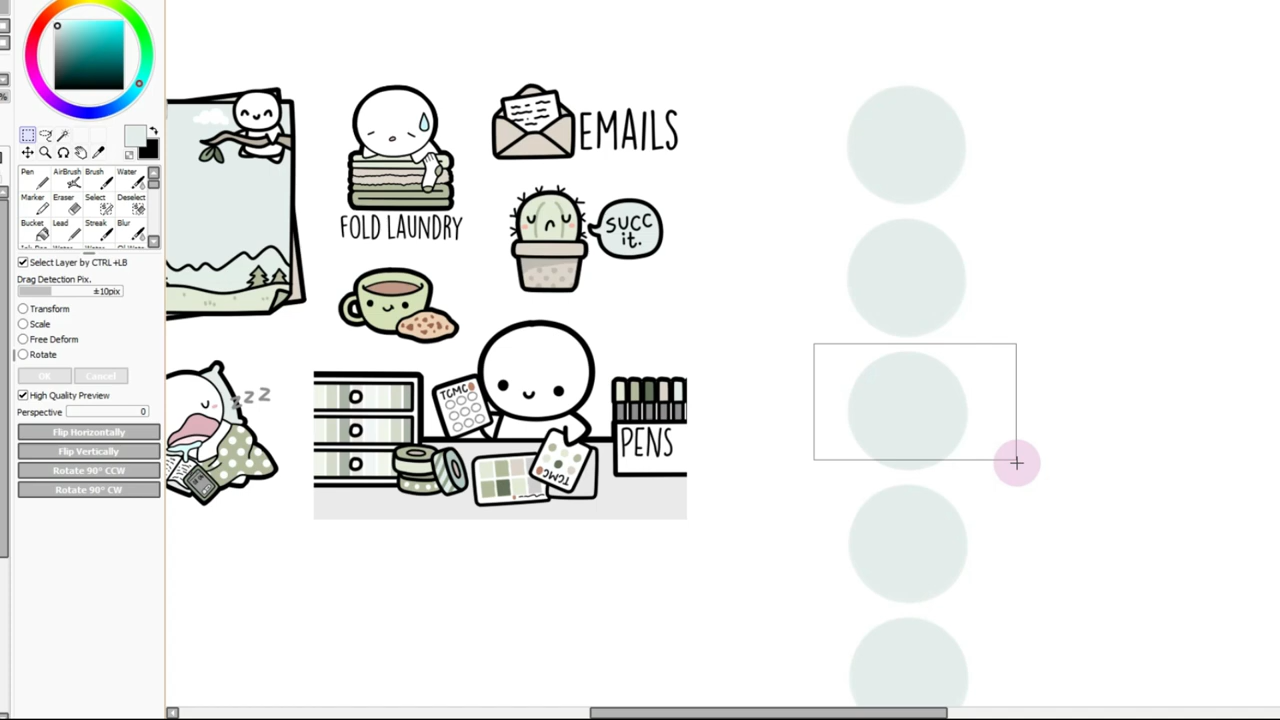 Pen AirBrush Brush Water
Marker Eraser Select Deselect
Bucket Lead Streak Blur
Select Layer by CTRL+LB
Drag Detection Pix.
±10pix
Transform
Scale
Free Deform
Rotate
OK Cancel
High Quality Preview
Perspective 0
Flip Horizontally
Flip Vertically
Rotate 90° CCW
Rotate 90° CW
EMAILS
FOLD LAUNDRY
SUCC
it.
z z z
TCMC
PENS
TCMC